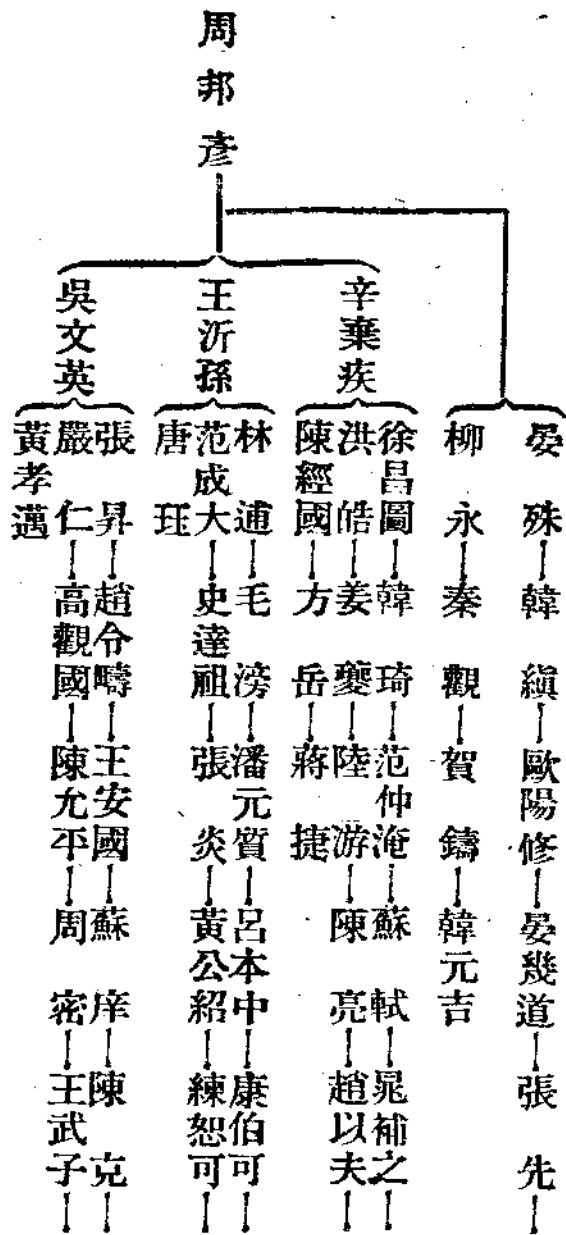 周邦彥
晏殊—韓縝—歐陽修—晏幾道—張先—
柳永—秦觀—賀鑄—韓元吉
辛棄疾
徐昌圖—韓琦—范仲淹—蘇軾—晁補之—
洪皓—姜夔—陸游—陳亮—趙以夫—
陳經國—方岳—蔣捷
王沂孫
林逋—毛滂—潘元質—呂本中—康伯可—
范成大—史達祖—張炎—黃公紹—練恕可—
唐珏
吳文英
張昇—趙令疇—王安國—蘇庠—陳克—
嚴仁—高觀國—陳允平—周密—王武子—
黃孝邁